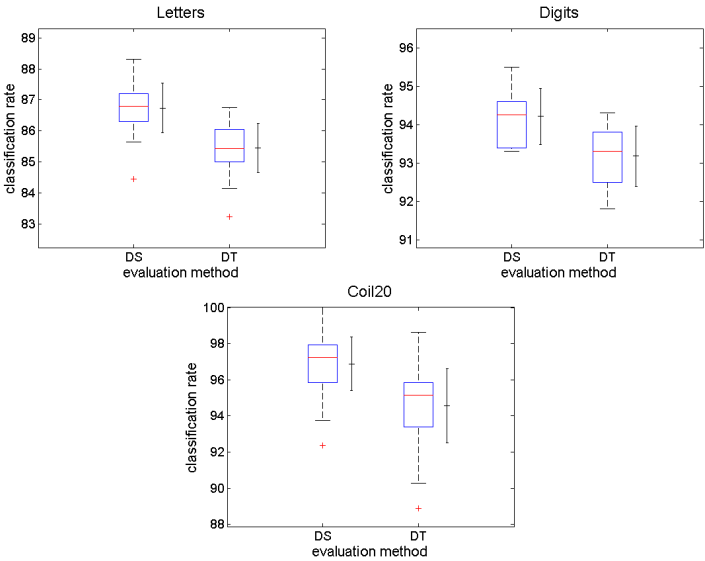 Letters
89
88
87
86
85
84
83
classification rate
DS DT
evaluation method
Digits
96
95
94
93
92
91
classification rate
DS DT
evaluation method
Coil20
100
98
96
94
92
90
88
classification rate
DS DT
evaluation method